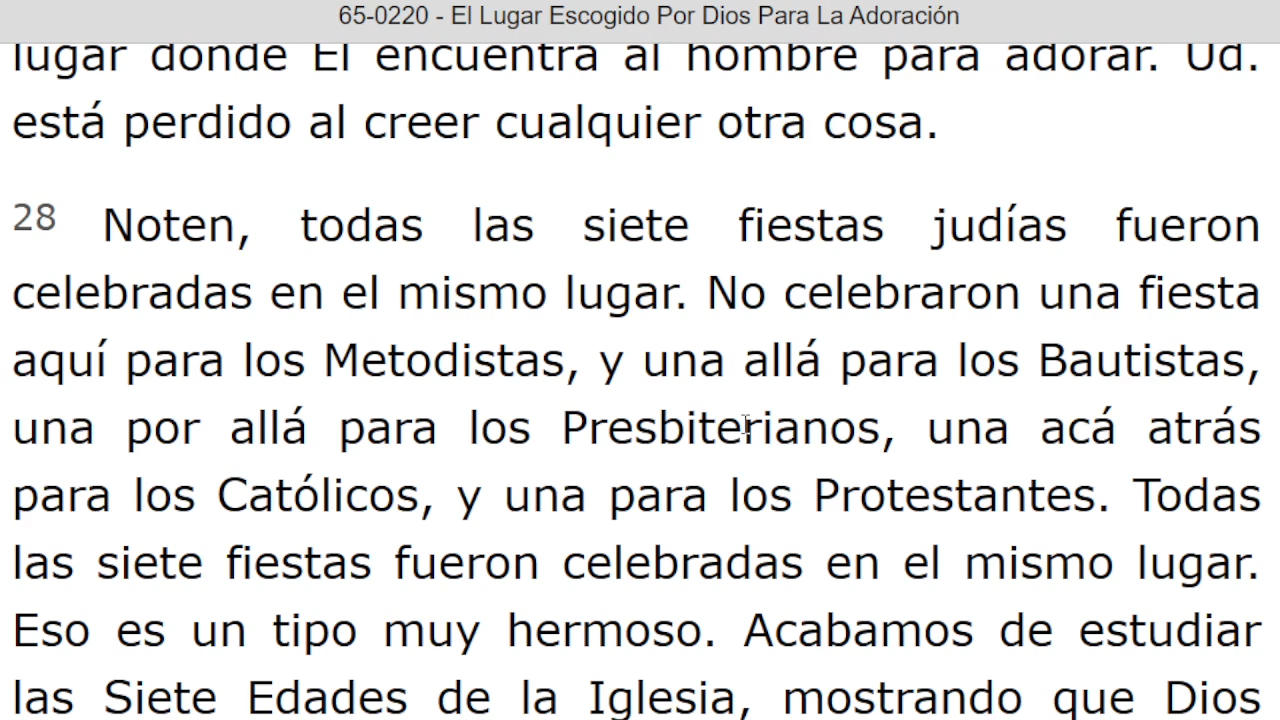 65-0220 - El Lugar Escogido Por Dios Para La Adoración
lugar donde Él encuentra al hombre para adorar. Ud.
está perdido al creer cualquier otra cosa.
28 Noten, todas las siete fiestas judías fueron
celebradas en el mismo lugar. No celebraron una fiesta
aquí para los Metodistas, y una allá para los Bautistas,
una por allá para los Presbiterianos, una acá atrás
para los Católicos, y una para los Protestantes. Todas
las siete fiestas fueron celebradas en el mismo lugar.
Eso es un tipo muy hermoso. Acabamos de estudiar
las Siete Edades de la Iglesia, mostrando que Dios